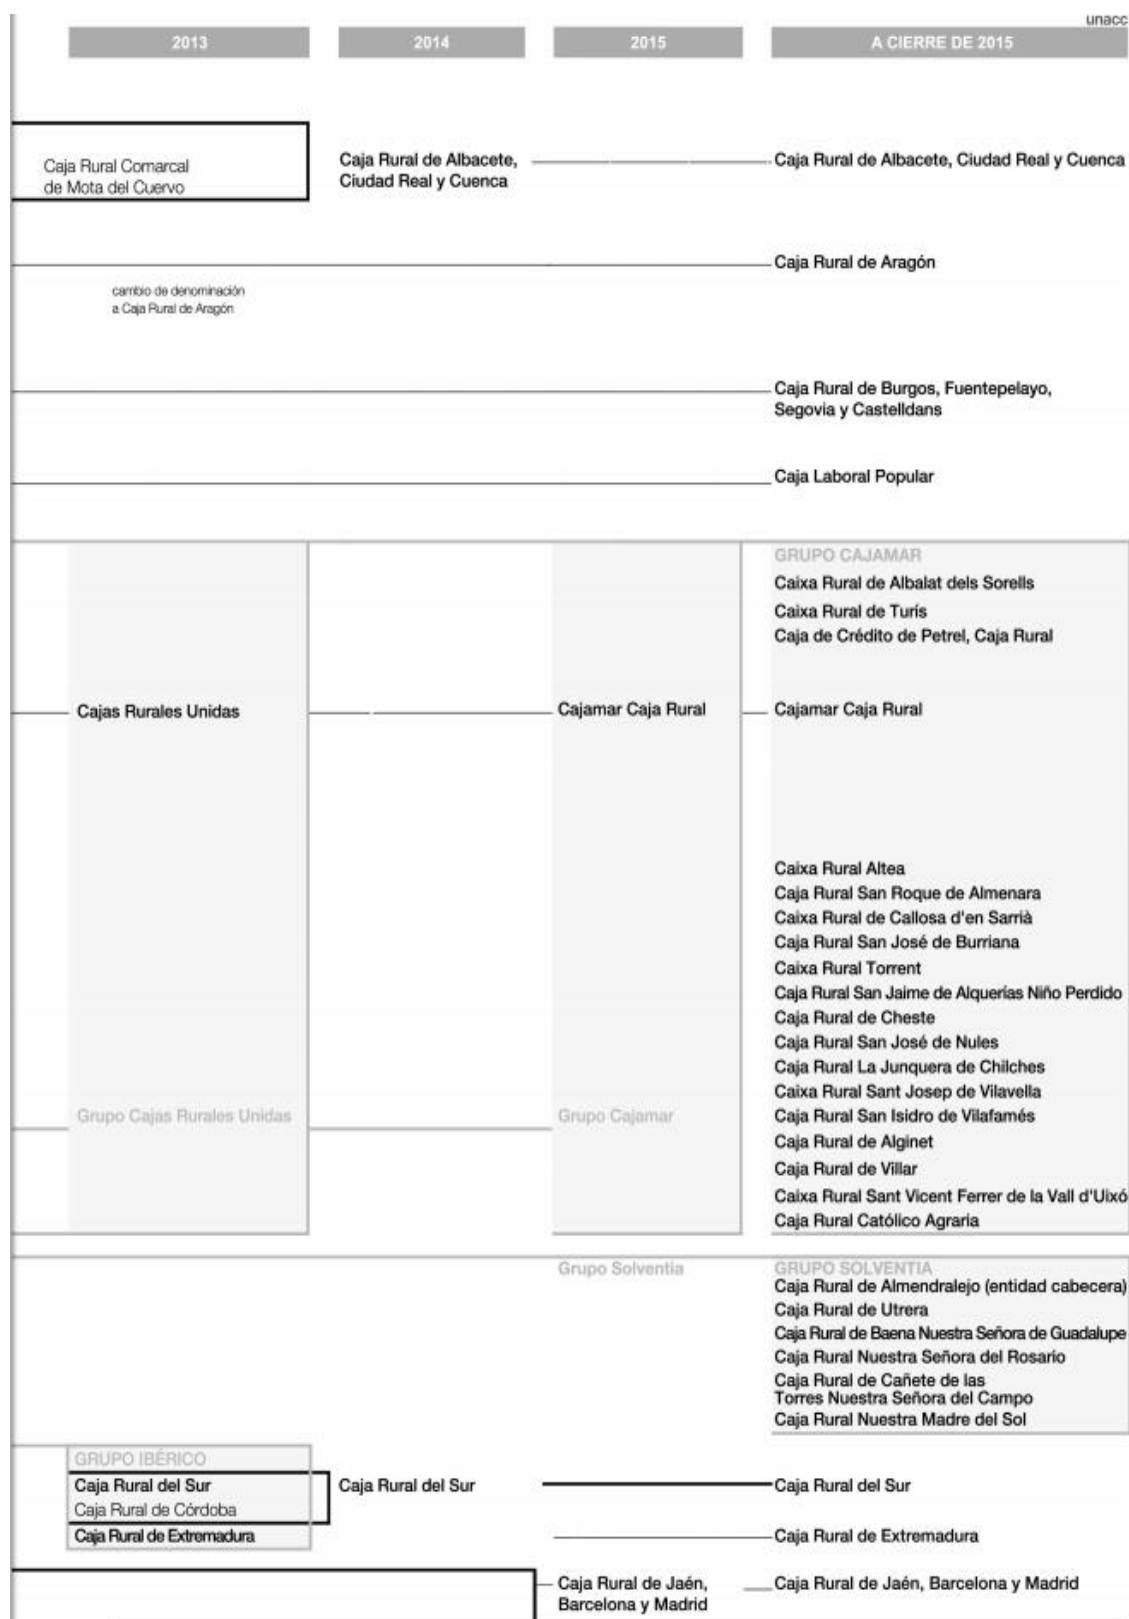 unacc
2013
2014
2015
A CIERRE DE 2015
Caja Rural Comarcal
de Mota del Cuervo
Caja Rural de Albacete,
Ciudad Real y Cuenca
Caja Rural de Albacete, Ciudad Real y Cuenca
Caja Rural de Aragón
cambio de denominación
a Caja Rural de Aragón
Caja Rural de Burgos, Fuentepelayo,
Segovia y Castelldans
Caja Laboral Popular
GRUPO CAJAMAR
Caixa Rural de Albalat dels Sorells
Caixa Rural de Turís
Caja de Crédito de Petrel, Caja Rural
Cajas Rurales Unidas
Cajamar Caja Rural
Cajamar Caja Rural
Caixa Rural Altea
Caja Rural San Roque de Almenara
Caixa Rural de Callosa d'en Sarrià
Caja Rural San José de Burriana
Caixa Rural Torrent
Caja Rural San Jaime de Alquerías Niño Perdido
Caja Rural de Cheste
Caja Rural San José de Nules
Caja Rural La Junquera de Chilches
Caixa Rural Sant Josep de Vilavella
Grupo Cajas Rurales Unidas
Grupo Cajamar
Caja Rural San Isidro de Vilafamés
Caja Rural de Alginet
Caja Rural de Villar
Caixa Rural Sant Vicent Ferrer de la Vall d'Uixó
Caja Rural Católico Agraria
Grupo Solventia
GRUPO SOLVENTIA
Caja Rural de Almendralejo (entidad cabecera)
Caja Rural de Utrera
Caja Rural de Baena Nuestra Señora de Guadalupe
Caja Rural Nuestra Señora del Rosario
Caja Rural de Cañete de las
Torres Nuestra Señora del Campo
Caja Rural Nuestra Madre del Sol
GRUPO IBÉRICO
Caja Rural del Sur
Caja Rural de Córdoba
Caja Rural de Extremadura
Caja Rural del Sur
Caja Rural del Sur
Caja Rural de Extremadura
Caja Rural de Jaén,
Barcelona y Madrid
Caja Rural de Jaén, Barcelona y Madrid